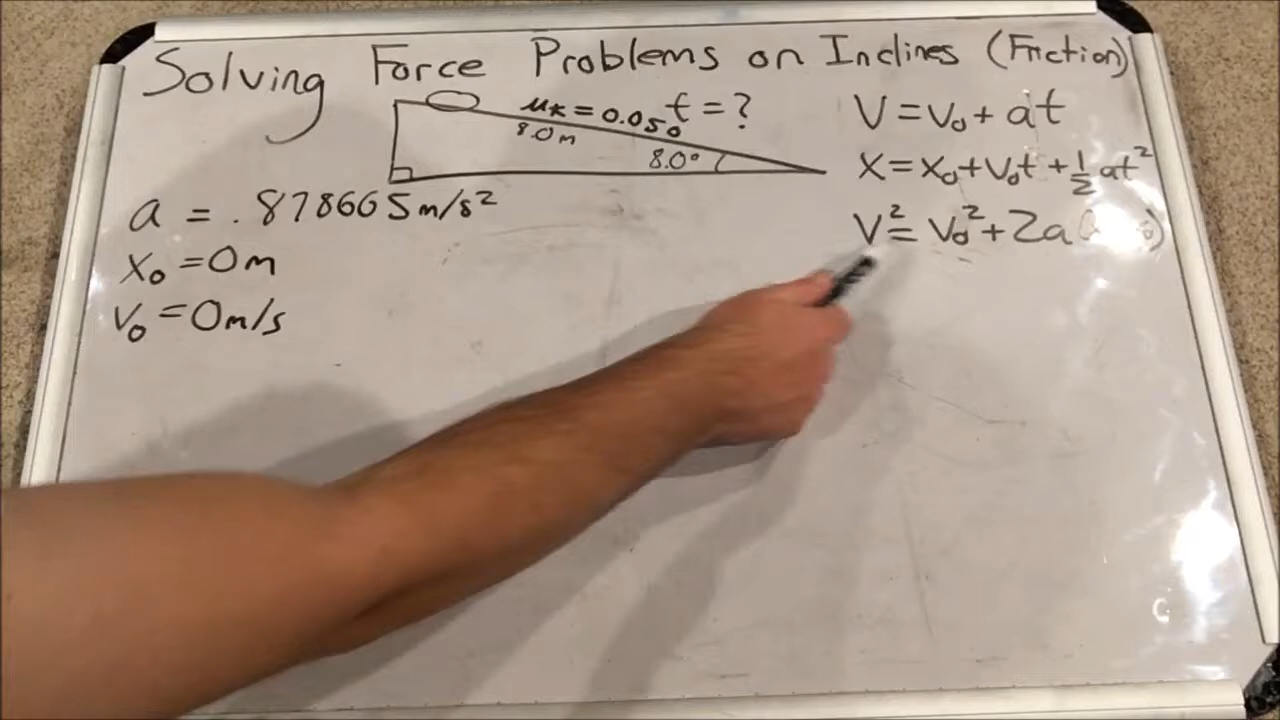 Solving Force Problems on Inclines (Friction)
μk = 0.050 t = ?
8.0m
8.0°
a = .878665m/s²
x₀ = 0m
v₀ = 0m/s
V = v₀ + at
x = x₀ + v₀t + ½at²
v² = v₀² + 2a